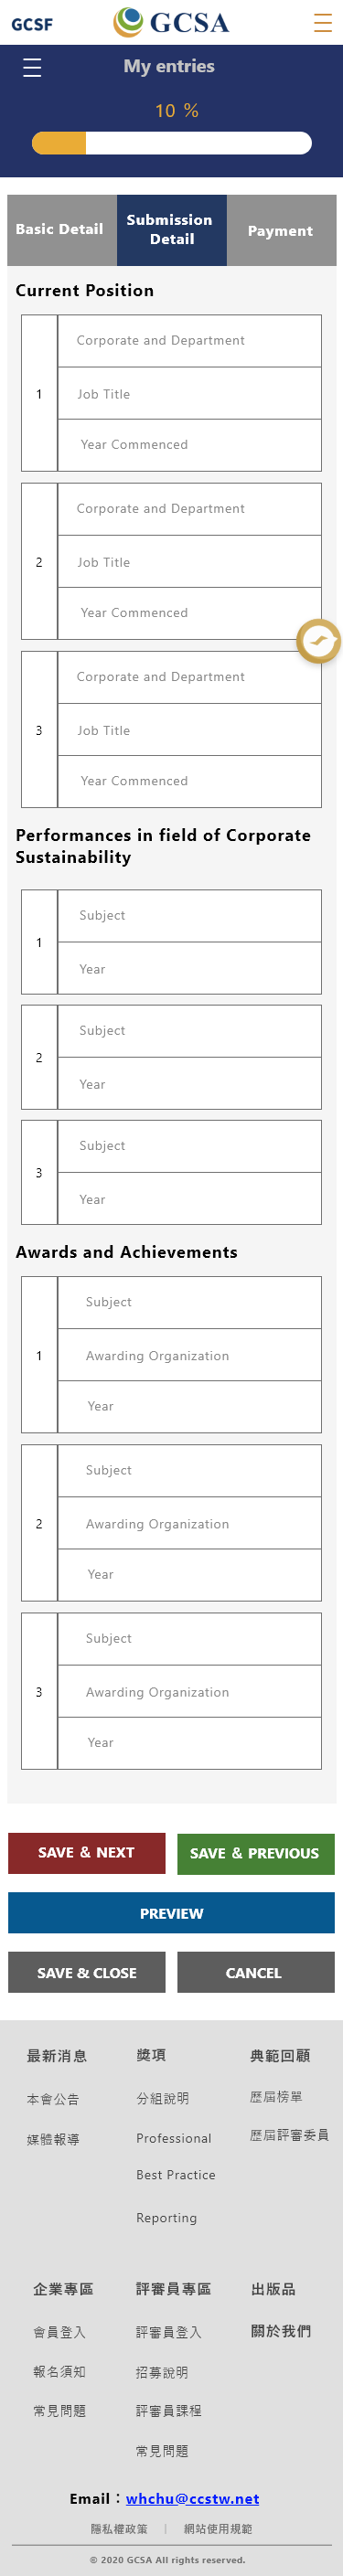 GCSF
GCSA
My entries
10 %
Basic Detail
Submission Detail
Payment
Current Position
Corporate and Department
1
Job Title
Year Commenced
Corporate and Department
2
Job Title
Year Commenced
Corporate and Department
3
Job Title
Year Commenced
Performances in field of Corporate
Sustainability
Subject
1
Year
Subject
2
Year
Subject
3
Year
Awards and Achievements
Subject
1
Awarding Organization
Year
Subject
2
Awarding Organization
Year
Subject
3
Awarding Organization
Year
SAVE & NEXT
SAVE & PREVIOUS
PREVIEW
SAVE & CLOSE
CANCEL
最新消息
本會公告
媒體報導
獎項
分組說明
Professional
Best Practice
Reporting
典範回顧
歷屆榜單
歷屆評審委員
企業專區
會員登入
報名須知
常見問題
評審員專區
評審員登入
招募說明
評審員課程
常見問題
出版品
關於我們
Email：whchu@ccstw.net
隱私權政策 | 網站使用規範
© 2020 GCSA All rights reserved.